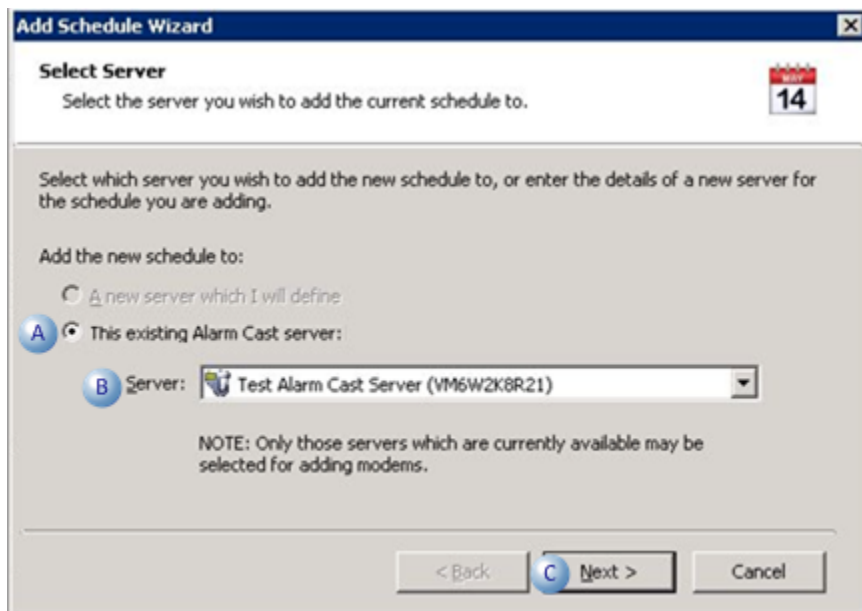 Add Schedule Wizard
Select Server
Select the server you wish to add the current schedule to.
MAY
14
Select which server you wish to add the new schedule to, or enter the details of a new server for
the schedule you are adding.
Add the new schedule to:
A new server which I will define
A This existing Alarm Cast server:
B Server: Test Alarm Cast Server (VM6W2K8R21)
NOTE: Only those servers which are currently available may be
selected for adding modems.
< Back C Next > Cancel